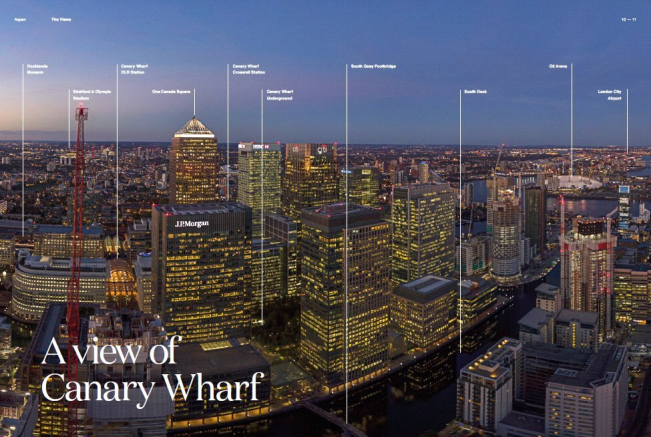 The Views
10 — 11
Docklands
Museum
Canary Wharf
DLR Station
Canary Wharf
Crossrail Station
South Quay Footbridge
O2 Arena
Stratford & Olympic
Stadium
One Canada Square
Canary Wharf
Underground
South Dock
London City
Airport
J.P.Morgan
A view of
Canary Wharf